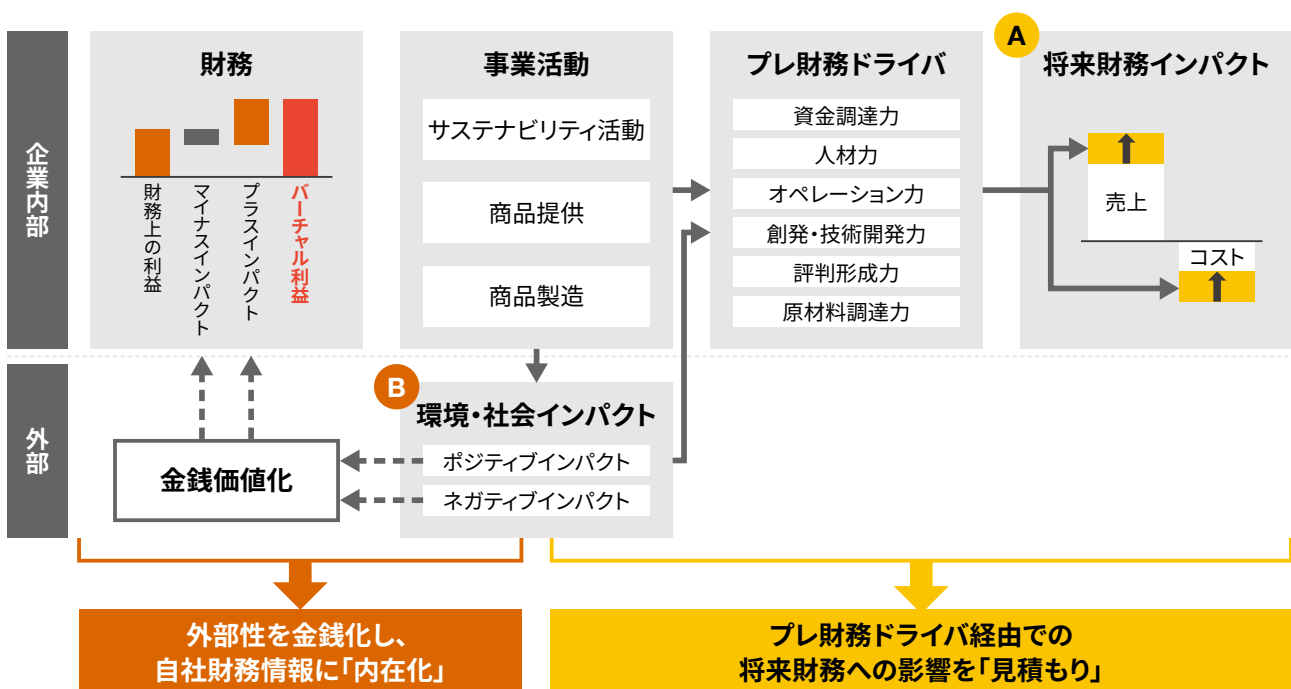 企業内部
財務
財務上の利益
マイナスインパクト
プラスインパクト
バーチャル利益
事業活動
サステナビリティ活動
商品提供
商品製造
プレ財務ドライバ
資金調達力
人材力
オペレーション力
創発・技術開発力
評判形成力
原材料調達力
A
将来財務インパクト
売上
コスト
外部
金銭価値化
B
環境・社会インパクト
ポジティブインパクト
ネガティブインパクト
外部性を金銭化し、
自社財務情報に「内在化」
プレ財務ドライバ経由での
将来財務への影響を「見積もり」